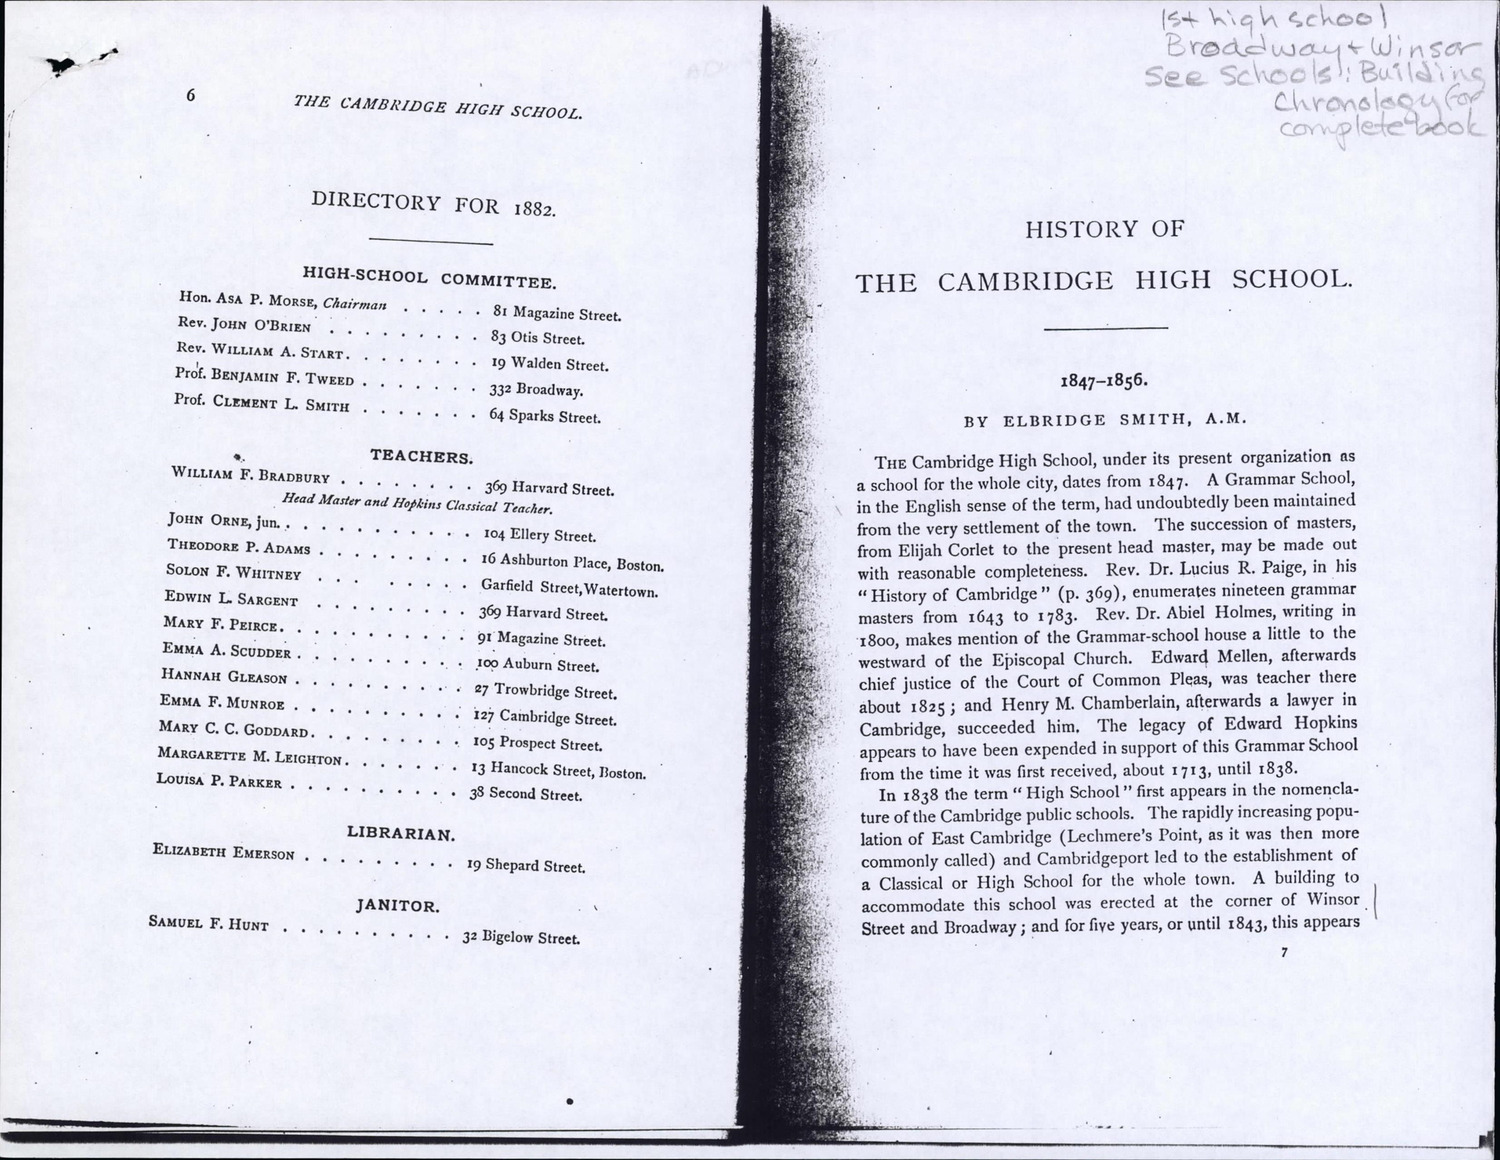 6
THE CAMBRIDGE HIGH SCHOOL.
DIRECTORY FOR 1882.
HIGH-SCHOOL COMMITTEE.
Hon. ASA P. MORSE, Chairman . . . . . 81 Magazine Street.
Rev. JOHN O'BRIEN . . . . . . . . 83 Otis Street.
Rev. WILLIAM A. START. . . . . . . . 19 Walden Street.
Prof. BENJAMIN F. TWEED . . . . . . . 332 Broadway.
Prof. CLEMENT L. SMITH . . . . . . . 64 Sparks Street.
TEACHERS.
WILLIAM F. BRADBURY . . . . . . . . 369 Harvard Street.
Head Master and Hopkins Classical Teacher.
JOHN ORNE, jun. . . . . . . . . . . 104 Ellery Street.
THEODORE P. ADAMS . . . . . . . . . 16 Ashburton Place, Boston.
SOLON F. WHITNEY . . . . . . . . Garfield Street, Watertown.
EDWIN L. SARGENT . . . . . . . . . 369 Harvard Street.
MARY F. PEIRCE. . . . . . . . . . . 91 Magazine Street.
EMMA A. SCUDDER . . . . . . . . . . 100 Auburn Street.
HANNAH GLEASON . . . . . . . . . . 27 Trowbridge Street.
EMMA F. MUNROE . . . . . . . . . . 127 Cambridge Street.
MARY C. C. GODDARD. . . . . . . . . 105 Prospect Street.
MARGARETTE M. LEIGHTON. . . . . . . 13 Hancock Street, Boston.
LOUISA P. PARKER . . . . . . . . . . 38 Second Street.
LIBRARIAN.
ELIZABETH EMERSON . . . . . . . . . 19 Shepard Street.
JANITOR.
SAMUEL F. HUNT . . . . . . . . . . 32 Bigelow Street.
1st high school
Broadway + Winsor
See Schools: Building
Chronology for
complete book
HISTORY OF
THE CAMBRIDGE HIGH SCHOOL.
1847–1856.
BY ELBRIDGE SMITH, A.M.
THE Cambridge High School, under its present organization as
a school for the whole city, dates from 1847. A Grammar School,
in the English sense of the term, had undoubtedly been maintained
from the very settlement of the town. The succession of masters,
from Elijah Corlet to the present head master, may be made out
with reasonable completeness. Rev. Dr. Lucius R. Paige, in his
“ History of Cambridge ” (p. 369), enumerates nineteen grammar
masters from 1643 to 1783. Rev. Dr. Abiel Holmes, writing in
1800, makes mention of the Grammar-school house a little to the
westward of the Episcopal Church. Edward Mellen, afterwards
chief justice of the Court of Common Pleas, was teacher there
about 1825 ; and Henry M. Chamberlain, afterwards a lawyer in
Cambridge, succeeded him. The legacy of Edward Hopkins
appears to have been expended in support of this Grammar School
from the time it was first received, about 1713, until 1838.
In 1838 the term “ High School ” first appears in the nomencla-
ture of the Cambridge public schools. The rapidly increasing popu-
lation of East Cambridge (Lechmere's Point, as it was then more
commonly called) and Cambridgeport led to the establishment of
a Classical or High School for the whole town. A building to
accommodate this school was erected at the corner of Winsor
Street and Broadway ; and for five years, or until 1843, this appears
7